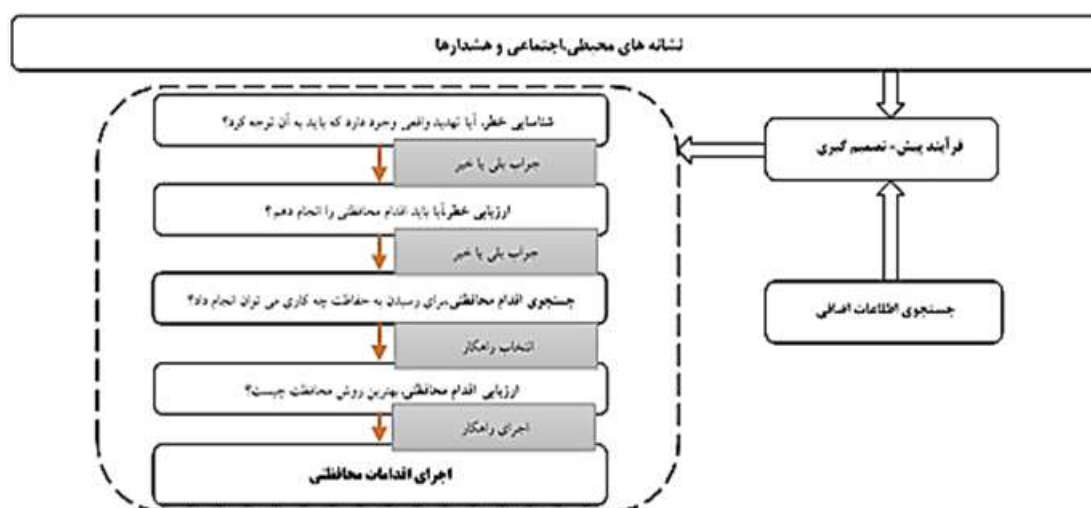 نشانه های محیطی،اجتماعی و هشدارها
شناسایی خطر، آیا تهدید واقعی وجود دارد که باید به آن توجه کرد؟
جواب بلی یا خیر
ارزیابی خطر،آیا باید اقدام محافظتی را انجام دهم؟
جواب بلی یا خیر
جستجوی اقدام محافظتی،برای رسیدن به حفاظت چه کاری می توان انجام داد؟
انتخاب راهکار
ارزیابی اقدام محافظتی، بهترین روش محافظت چیست؟
اجرای راهکار
اجرای اقدامات محافظتی
فرآیند پیش- تصمیم گیری
جستجوی اطلاعات اضافی